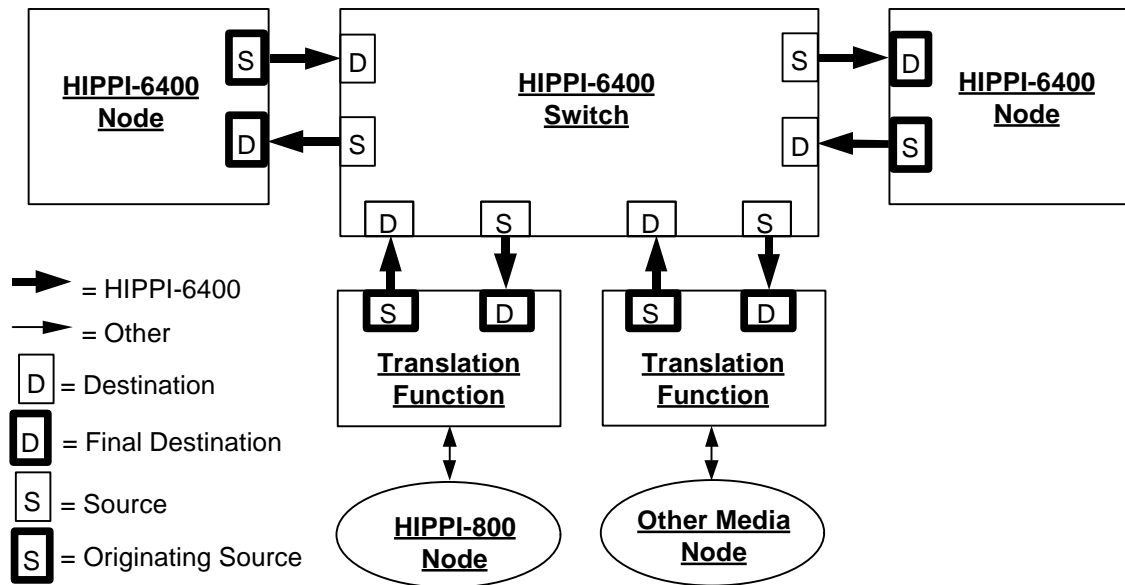 S
D
S
D
HIPPI-6400
Node
HIPPI-6400
Switch
HIPPI-6400
Node
D
S
D
S
D
S
D
S
S
D
S
D
Translation
Function
Translation
Function
= HIPPI-6400
= Other
D = Destination
D = Final Destination
S = Source
S = Originating Source
HIPPI-800
Node
Other Media
Node